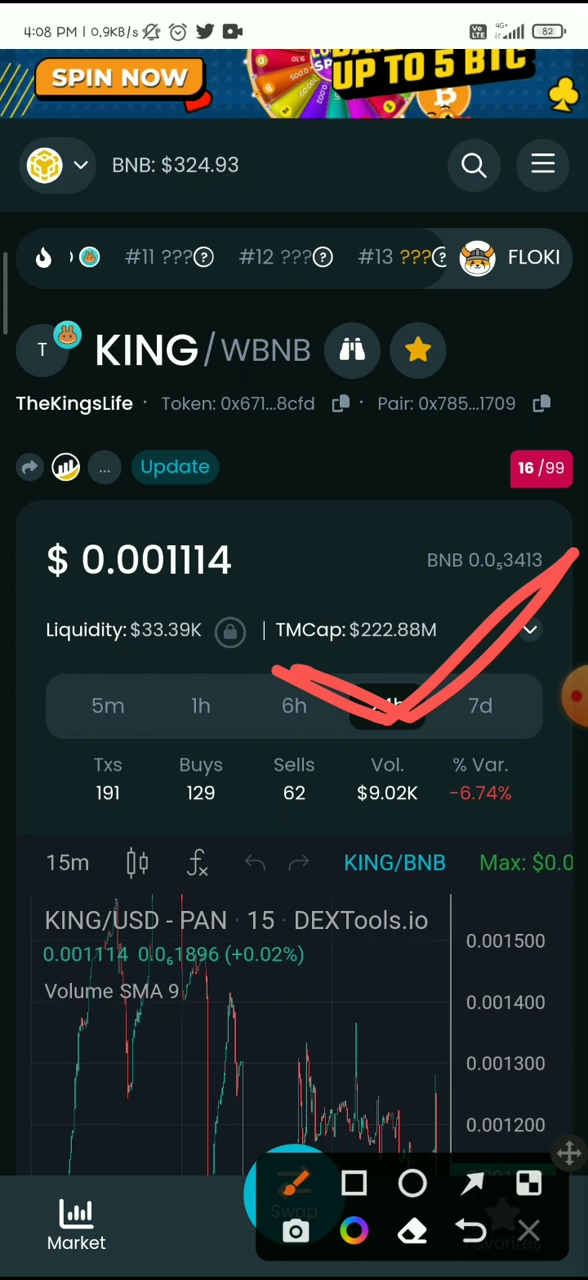 4:08 PM | 0.9KB/s
4G+
82
SPIN NOW
UP TO 5 BTC
BNB: $324.93
#11 ??? #12 ??? #13 ??? FLOKI
T KING/WBNB
TheKingsLife · Token: 0x671...8cfd · Pair: 0x785...1709
... Update 16/99
$ 0.001114 BNB 0.0₅3413
Liquidity: $33.39K | TMCap: $222.88M
5m 1h 6h 7d
Txs Buys Sells Vol. % Var.
191 129 62 $9.02K -6.74%
15m KING/BNB Max: $0.0
KING/USD - PAN · 15 · DEXTools.io
0.001114 0.0₆1896 (+0.02%)
0.001500
Volume SMA 9
0.001400
0.001300
0.001200
Swap
Market Favorites